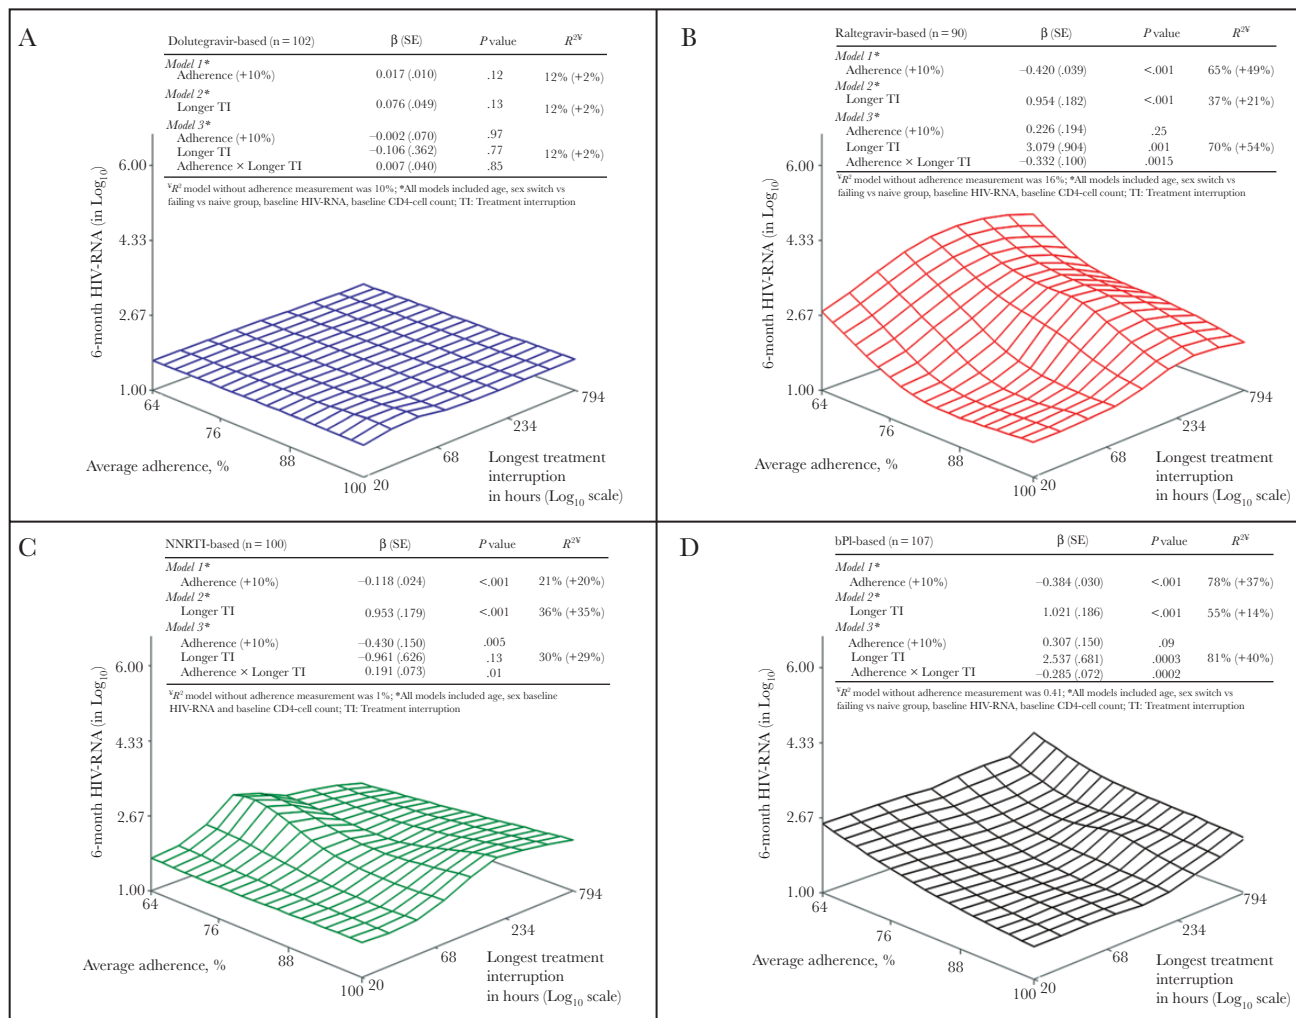 A
Dolutegravir-based (n = 102) β (SE) P value R²¥
Model 1*
Adherence (+10%) 0.017 (.010) .12 12% (+2%)
Model 2*
Longer TI 0.076 (.049) .13 12% (+2%)
Model 3*
Adherence (+10%) –0.002 (.070) .97
Longer TI –0.106 (.362) .77 12% (+2%)
Adherence × Longer TI 0.007 (.040) .85
¥R² model without adherence measurement was 10%; *All models included age, sex switch vs
failing vs naive group, baseline HIV-RNA, baseline CD4-cell count; TI: Treatment interruption
6-month HIV-RNA (in Log10)
6.00
4.33
2.67
1.00
64
76
88
100
20
68
234
794
Average adherence, %
Longest treatment
interruption
in hours (Log10 scale)
B
Raltegravir-based (n = 90) β (SE) P value R²¥
Model 1*
Adherence (+10%) –0.420 (.039) <.001 65% (+49%)
Model 2*
Longer TI 0.954 (.182) <.001 37% (+21%)
Model 3*
Adherence (+10%) 0.226 (.194) .25
Longer TI 3.079 (.904) .001 70% (+54%)
Adherence × Longer TI –0.332 (.100) .0015
¥R² model without adherence measurement was 16%; *All models included age, sex switch vs
failing vs naive group, baseline HIV-RNA, baseline CD4-cell count; TI: Treatment interruption
6-month HIV-RNA (in Log10)
6.00
4.33
2.67
1.00
64
76
88
100
20
68
234
794
Average adherence, %
Longest treatment
interruption
in hours (Log10 scale)
C
NNRTI-based (n = 100) β (SE) P value R²¥
Model 1*
Adherence (+10%) –0.118 (.024) <.001 21% (+20%)
Model 2*
Longer TI 0.953 (.179) <.001 36% (+35%)
Model 3*
Adherence (+10%) –0.430 (.150) .005
Longer TI –0.961 (.626) .13 30% (+29%)
Adherence × Longer TI 0.191 (.073) .01
¥R² model without adherence measurement was 1%; *All models included age, sex baseline
HIV-RNA and baseline CD4-cell count; TI: Treatment interruption
6-month HIV-RNA (in Log10)
6.00
4.33
2.67
1.00
64
76
88
100
20
68
234
794
Average adherence, %
Longest treatment
interruption
in hours (Log10 scale)
D
bPl-based (n = 107) β (SE) P value R²¥
Model 1*
Adherence (+10%) –0.384 (.030) <.001 78% (+37%)
Model 2*
Longer TI 1.021 (.186) <.001 55% (+14%)
Model 3*
Adherence (+10%) 0.307 (.150) .09
Longer TI 2.537 (.681) .0003 81% (+40%)
Adherence × Longer TI –0.285 (.072) .0002
¥R² model without adherence measurement was 0.41; *All models included age, sex switch vs
failing vs naive group, baseline HIV-RNA, baseline CD4-cell count; TI: Treatment interruption
6-month HIV-RNA (in Log10)
6.00
4.33
2.67
1.00
64
76
88
100
20
68
234
794
Average adherence, %
Longest treatment
interruption
in hours (Log10 scale)